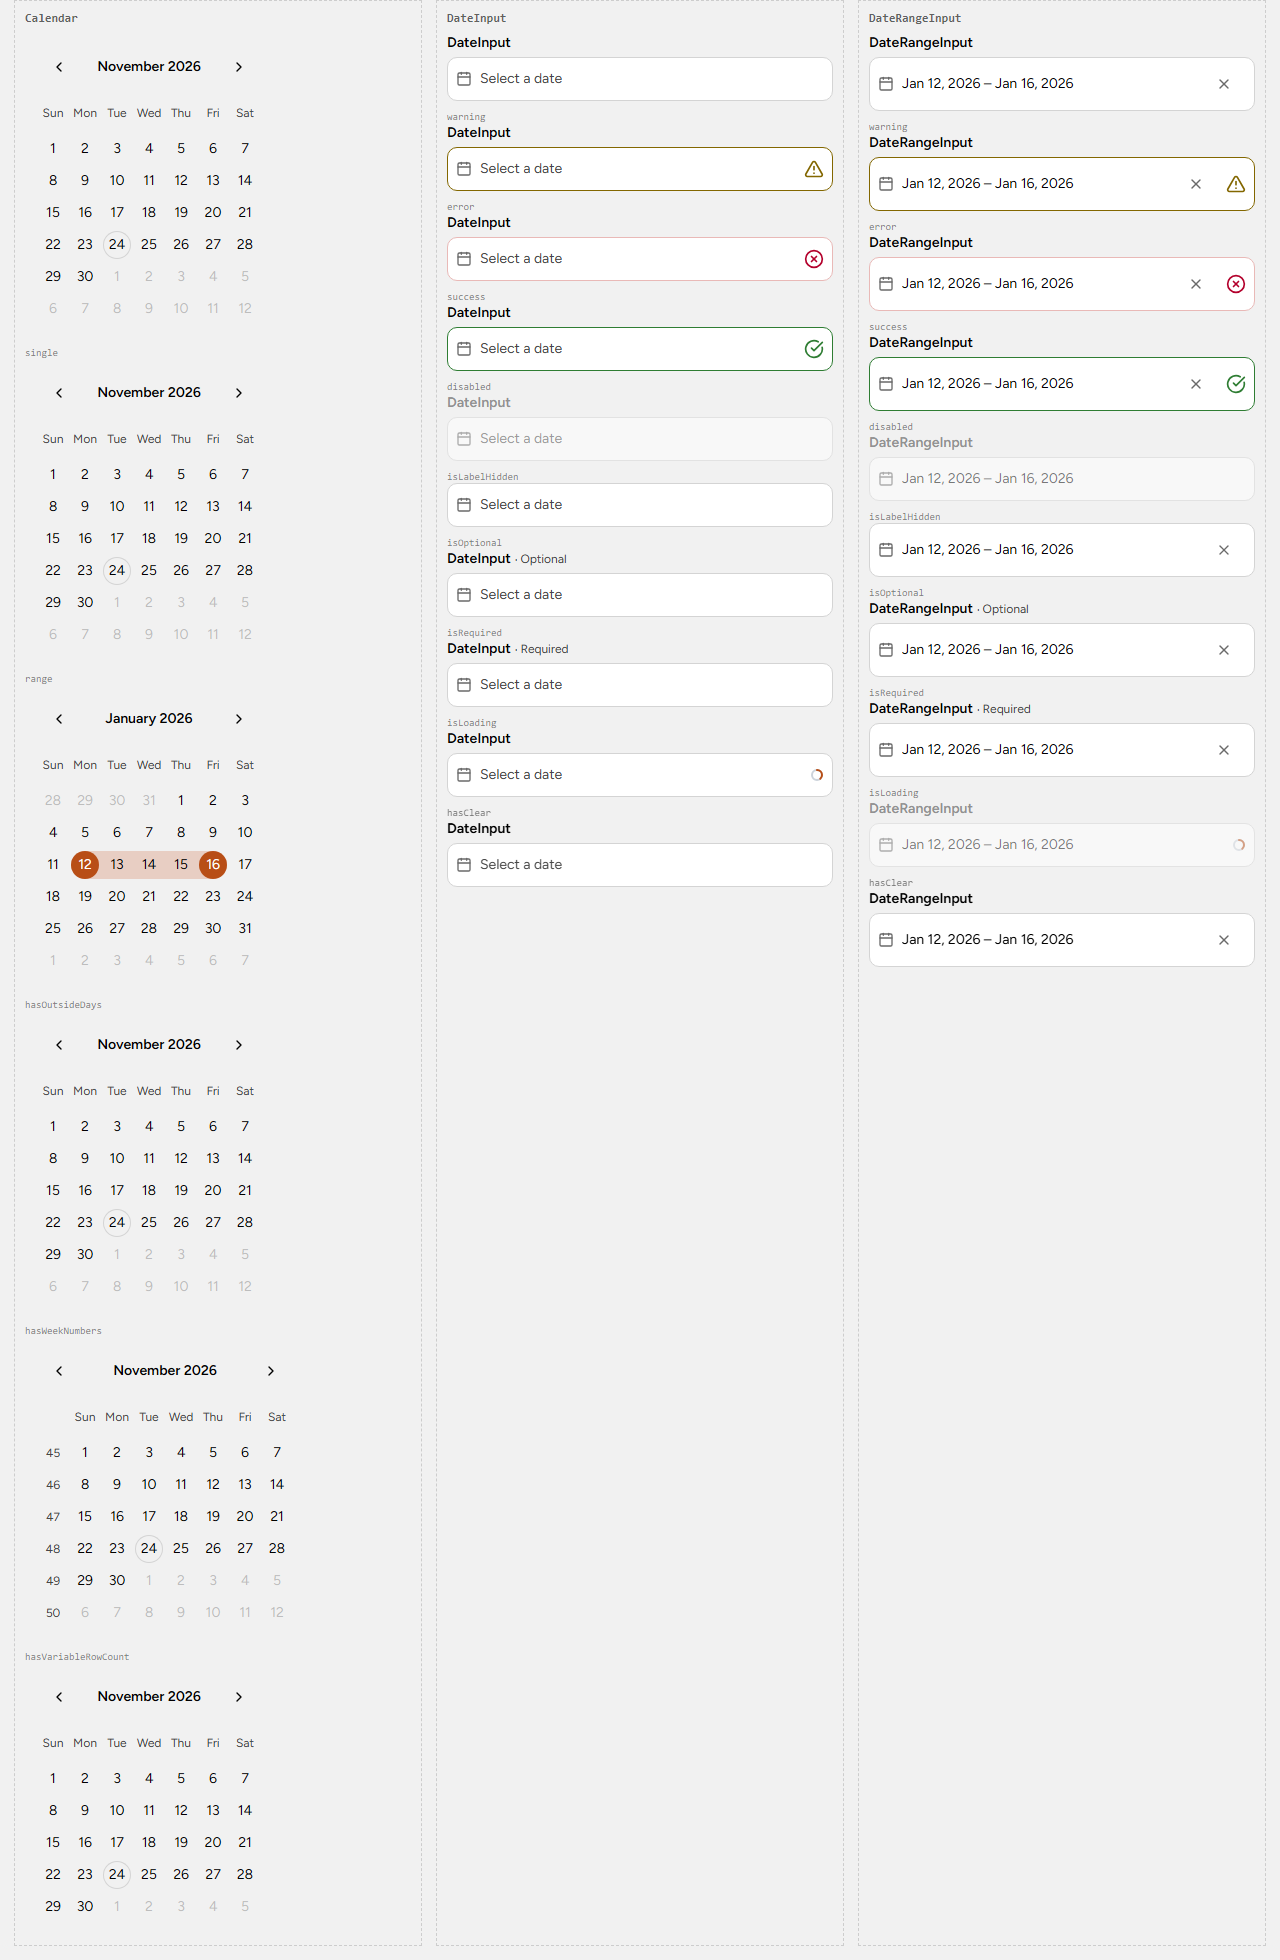 Calendar
November 2026
Sun Mon Tue Wed Thu Fri Sat
1 2 3 4 5 6 7
8 9 10 11 12 13 14
15 16 17 18 19 20 21
22 23 24 25 26 27 28
29 30 1 2 3 4 5
6 7 8 9 10 11 12
single
November 2026
Sun Mon Tue Wed Thu Fri Sat
1 2 3 4 5 6 7
8 9 10 11 12 13 14
15 16 17 18 19 20 21
22 23 24 25 26 27 28
29 30 1 2 3 4 5
6 7 8 9 10 11 12
range
January 2026
Sun Mon Tue Wed Thu Fri Sat
28 29 30 31 1 2 3
4 5 6 7 8 9 10
11 12 13 14 15 16 17
18 19 20 21 22 23 24
25 26 27 28 29 30 31
1 2 3 4 5 6 7
hasOutsideDays
November 2026
Sun Mon Tue Wed Thu Fri Sat
1 2 3 4 5 6 7
8 9 10 11 12 13 14
15 16 17 18 19 20 21
22 23 24 25 26 27 28
29 30 1 2 3 4 5
6 7 8 9 10 11 12
hasWeekNumbers
November 2026
Sun Mon Tue Wed Thu Fri Sat
45 1 2 3 4 5 6 7
46 8 9 10 11 12 13 14
47 15 16 17 18 19 20 21
48 22 23 24 25 26 27 28
49 29 30 1 2 3 4 5
50 6 7 8 9 10 11 12
hasVariableRowCount
November 2026
Sun Mon Tue Wed Thu Fri Sat
1 2 3 4 5 6 7
8 9 10 11 12 13 14
15 16 17 18 19 20 21
22 23 24 25 26 27 28
29 30 1 2 3 4 5
DateInput
DateInput
Select a date
warning
DateInput
Select a date
error
DateInput
Select a date
success
DateInput
Select a date
disabled
DateInput
Select a date
isLabelHidden
Select a date
isOptional
DateInput · Optional
Select a date
isRequired
DateInput · Required
Select a date
isLoading
DateInput
Select a date
hasClear
DateInput
Select a date
DateRangeInput
DateRangeInput
Jan 12, 2026 – Jan 16, 2026
warning
DateRangeInput
Jan 12, 2026 – Jan 16, 2026
error
DateRangeInput
Jan 12, 2026 – Jan 16, 2026
success
DateRangeInput
Jan 12, 2026 – Jan 16, 2026
disabled
DateRangeInput
Jan 12, 2026 – Jan 16, 2026
isLabelHidden
Jan 12, 2026 – Jan 16, 2026
isOptional
DateRangeInput · Optional
Jan 12, 2026 – Jan 16, 2026
isRequired
DateRangeInput · Required
Jan 12, 2026 – Jan 16, 2026
isLoading
DateRangeInput
Jan 12, 2026 – Jan 16, 2026
hasClear
DateRangeInput
Jan 12, 2026 – Jan 16, 2026